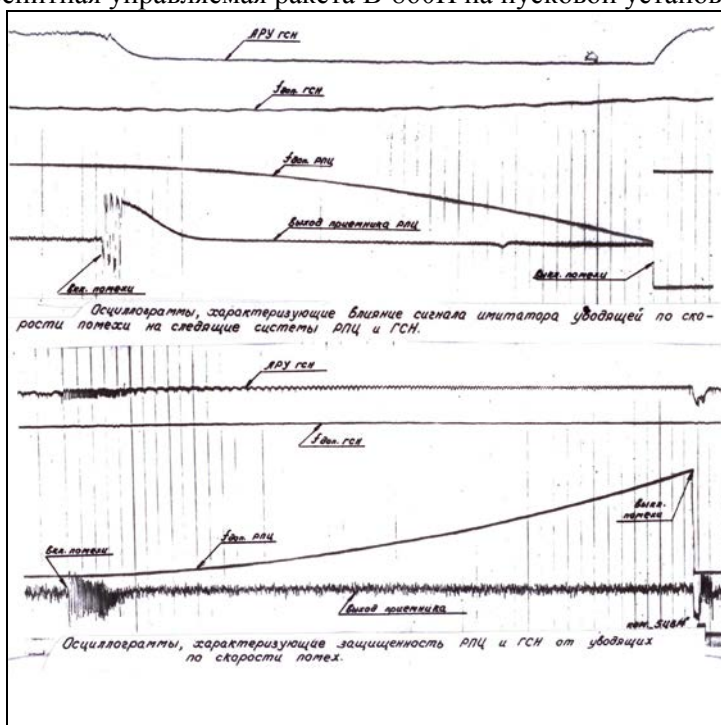 управляемая ракета В-860П на пусковой
АРУ ГСН
fдоп. ГСН
fдоп. РПЦ
Выход приемника РПЦ
Вкл. помехи
Выкл. помехи
Осциллограммы, характеризующие влияние сигнала имитатора уводящей по ско-
рости помехи на следящие системы РПЦ и ГСН.
АРУ ГСН
fдоп. ГСН
Выкл.
помехи
fдоп. РПЦ
Вкл. помехи
Выход приемника
Осциллограммы, характеризующие защищенность РПЦ и ГСН от уводящих
по скорости помех.